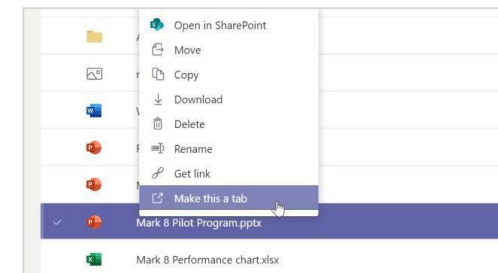 Open in SharePoint
Move
Copy
Download
Delete
Rename
Get link
Make this a tab
Mark 8 Pilot Program.pptx
Mark 8 Performance chart.xlsx